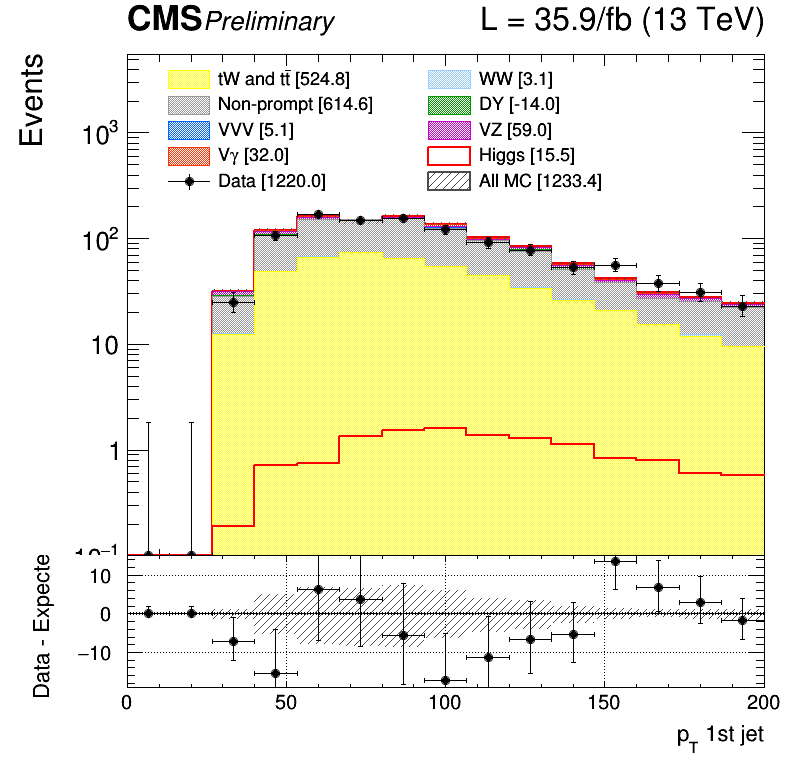 CMS Preliminary L = 35.9/fb (13 TeV)
Events
tW and tt̄ [524.8] WW [3.1]
Non-prompt [614.6] DY [-14.0]
VVV [5.1] VZ [59.0]
Vγ [32.0] Higgs [15.5]
Data [1220.0] All MC [1233.4]
10³
10²
10
1
10⁻¹
Data - Expecte
10
0
−10
0 50 100 150 200
p_T 1st jet